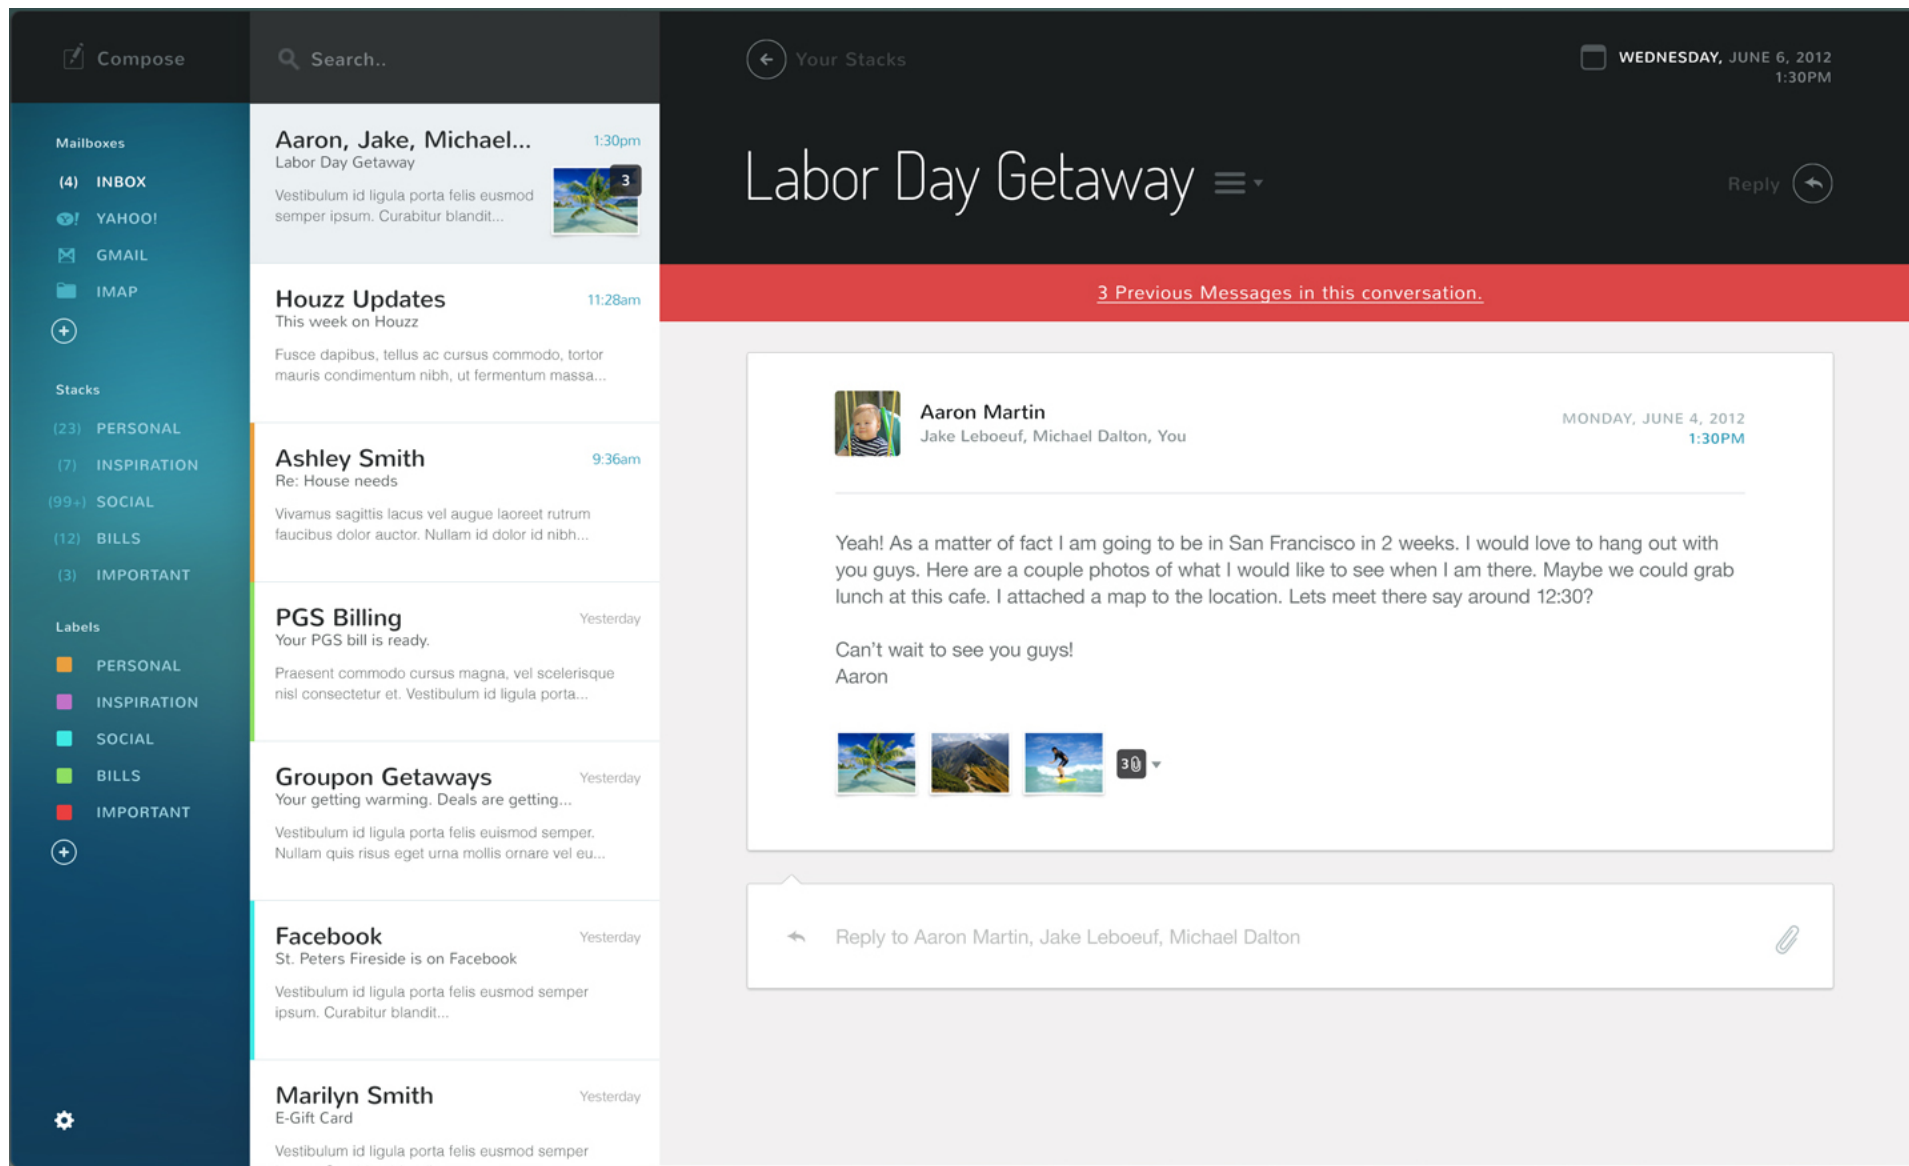 Compose
Mailboxes
(4) INBOX
YAHOO!
GMAIL
IMAP
Stacks
(23) PERSONAL
(7) INSPIRATION
(99+) SOCIAL
(12) BILLS
(3) IMPORTANT
Labels
PERSONAL
INSPIRATION
SOCIAL
BILLS
IMPORTANT
Search..
Aaron, Jake, Michael... 1:30pm
Labor Day Getaway
3
Vestibulum id ligula porta felis eusmod
semper ipsum. Curabitur blandit...
Houzz Updates 11:28am
This week on Houzz
Fusce dapibus, tellus ac cursus commodo, tortor
mauris condimentum nibh, ut fermentum massa...
Ashley Smith 9:36am
Re: House needs
Vivamus sagittis lacus vel augue laoreet rutrum
faucibus dolor auctor. Nullam id dolor id nibh...
PGS Billing Yesterday
Your PGS bill is ready.
Praesent commodo cursus magna, vel scelerisque
nisl consectetur et. Vestibulum id ligula porta...
Groupon Getaways Yesterday
Your getting warming. Deals are getting...
Vestibulum id ligula porta felis euismod semper.
Nullam quis risus eget urna mollis ornare vel eu...
Facebook Yesterday
St. Peters Fireside is on Facebook
Vestibulum id ligula porta felis eusmod semper
ipsum. Curabitur blandit...
Marilyn Smith Yesterday
E-Gift Card
Vestibulum id ligula porta felis eusmod semper
Your Stacks
WEDNESDAY, JUNE 6, 2012
1:30PM
Labor Day Getaway
Reply
3 Previous Messages in this conversation.
Aaron Martin
Jake Leboeuf, Michael Dalton, You
MONDAY, JUNE 4, 2012
1:30PM
Yeah! As a matter of fact I am going to be in San Francisco in 2 weeks. I would love to hang out with
you guys. Here are a couple photos of what I would like to see when I am there. Maybe we could grab
lunch at this cafe. I attached a map to the location. Lets meet there say around 12:30?
Can't wait to see you guys!
Aaron
3
Reply to Aaron Martin, Jake Leboeuf, Michael Dalton